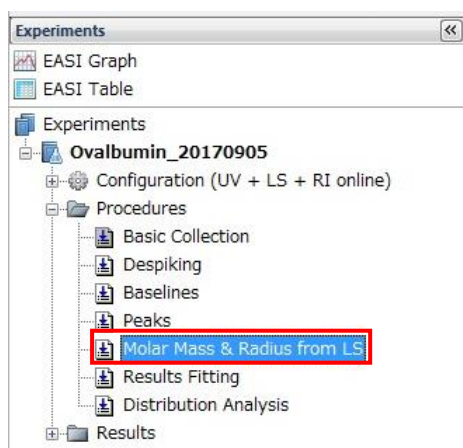 Experiments
EASI Graph
EASI Table
Experiments
Ovalbumin_20170905
Configuration (UV + LS + RI online)
Procedures
Basic Collection
Despiking
Baselines
Peaks
Molar Mass & Radius from LS
Results Fitting
Distribution Analysis
Results